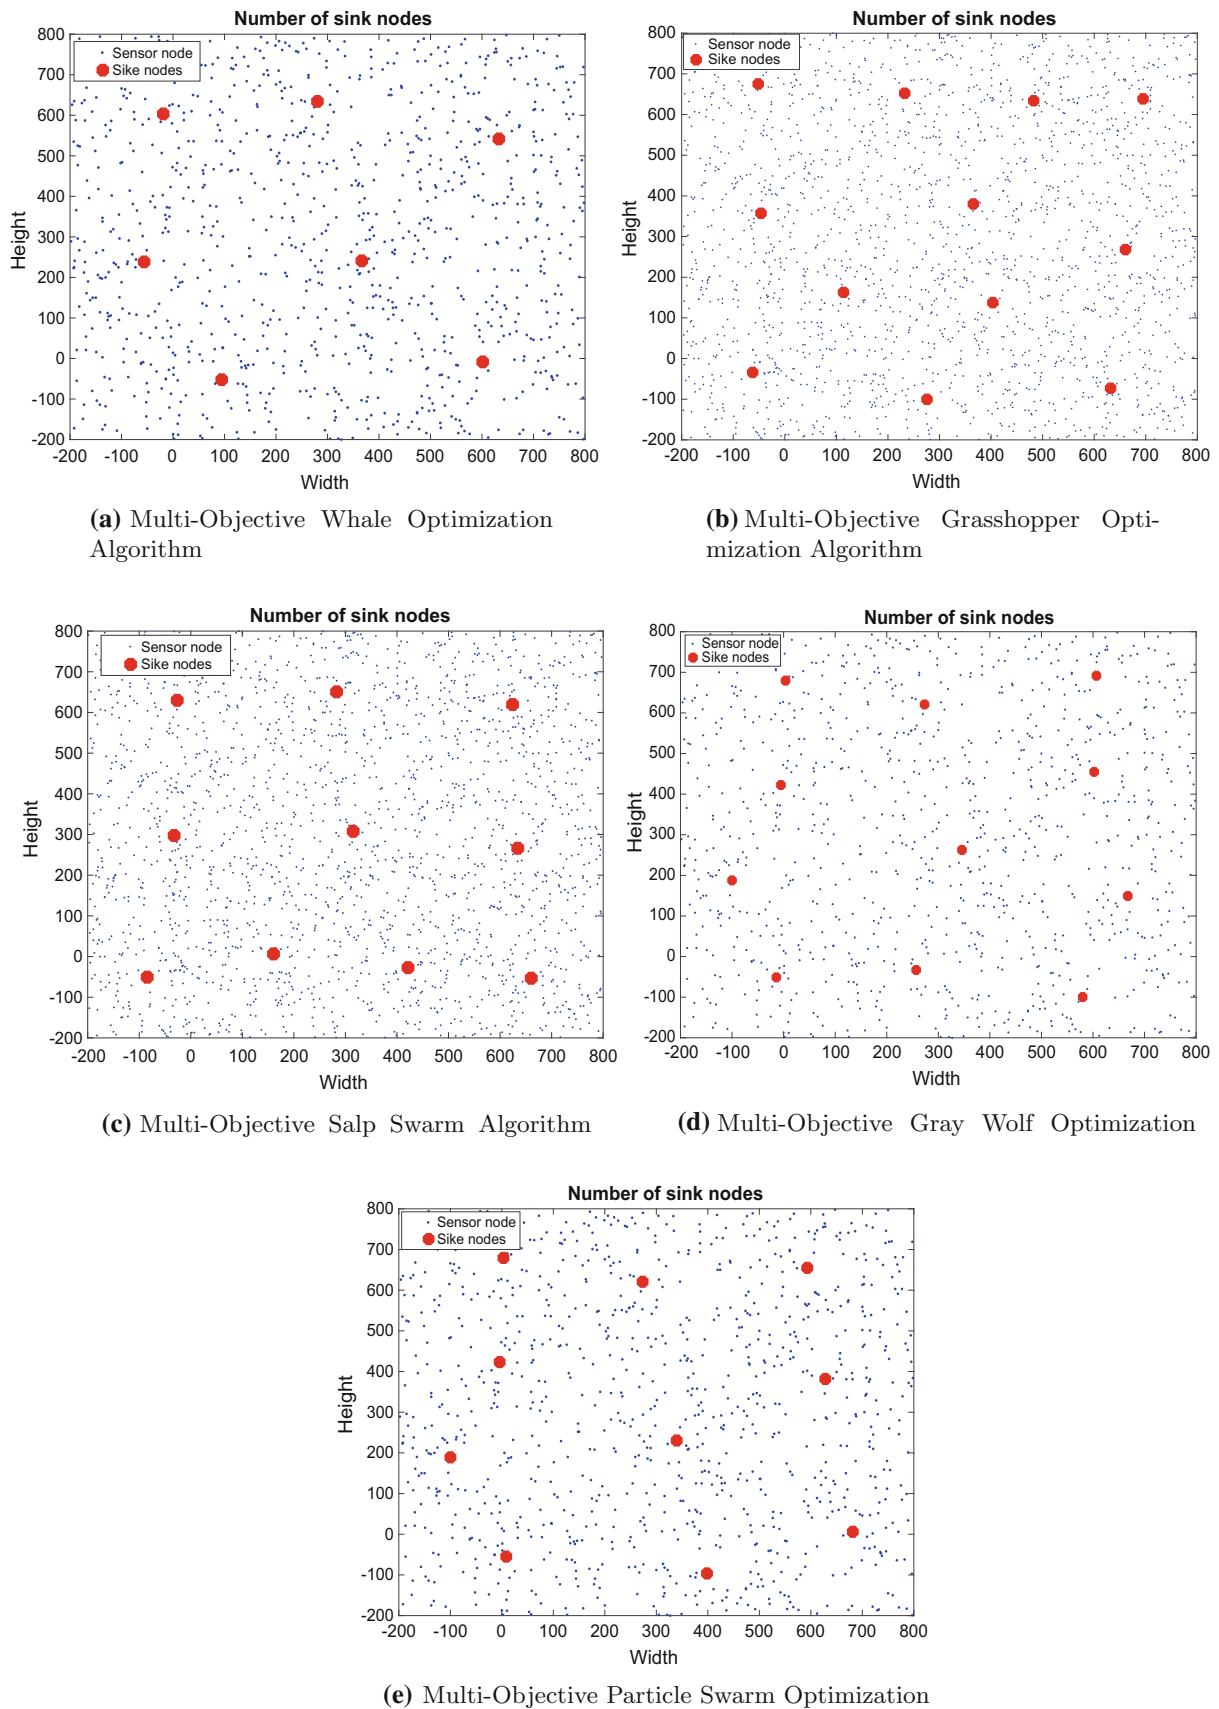 Number of sink nodes
Sensor node
Sike nodes
800
700
600
500
400
300
200
100
0
-100
-200
Height
-200 -100 0 100 200 300 400 500 600 700 800
Width
(a) Multi-Objective Whale Optimization
Algorithm
Number of sink nodes
Sensor node
Sike nodes
800
700
600
500
400
300
200
100
0
-100
-200
Height
-200 -100 0 100 200 300 400 500 600 700 800
Width
(b) Multi-Objective Grasshopper Opti-
mization Algorithm
Number of sink nodes
Sensor node
Sike nodes
800
700
600
500
400
300
200
100
0
-100
-200
Height
-200 -100 0 100 200 300 400 500 600 700 800
Width
(c) Multi-Objective Salp Swarm Algorithm
Number of sink nodes
Sensor node
Sike nodes
800
700
600
500
400
300
200
100
0
-100
-200
Height
-200 -100 0 100 200 300 400 500 600 700 800
Width
(d) Multi-Objective Gray Wolf Optimization
Number of sink nodes
Sensor node
Sike nodes
800
700
600
500
400
300
200
100
0
-100
-200
Height
-200 -100 0 100 200 300 400 500 600 700 800
Width
(e) Multi-Objective Particle Swarm Optimization